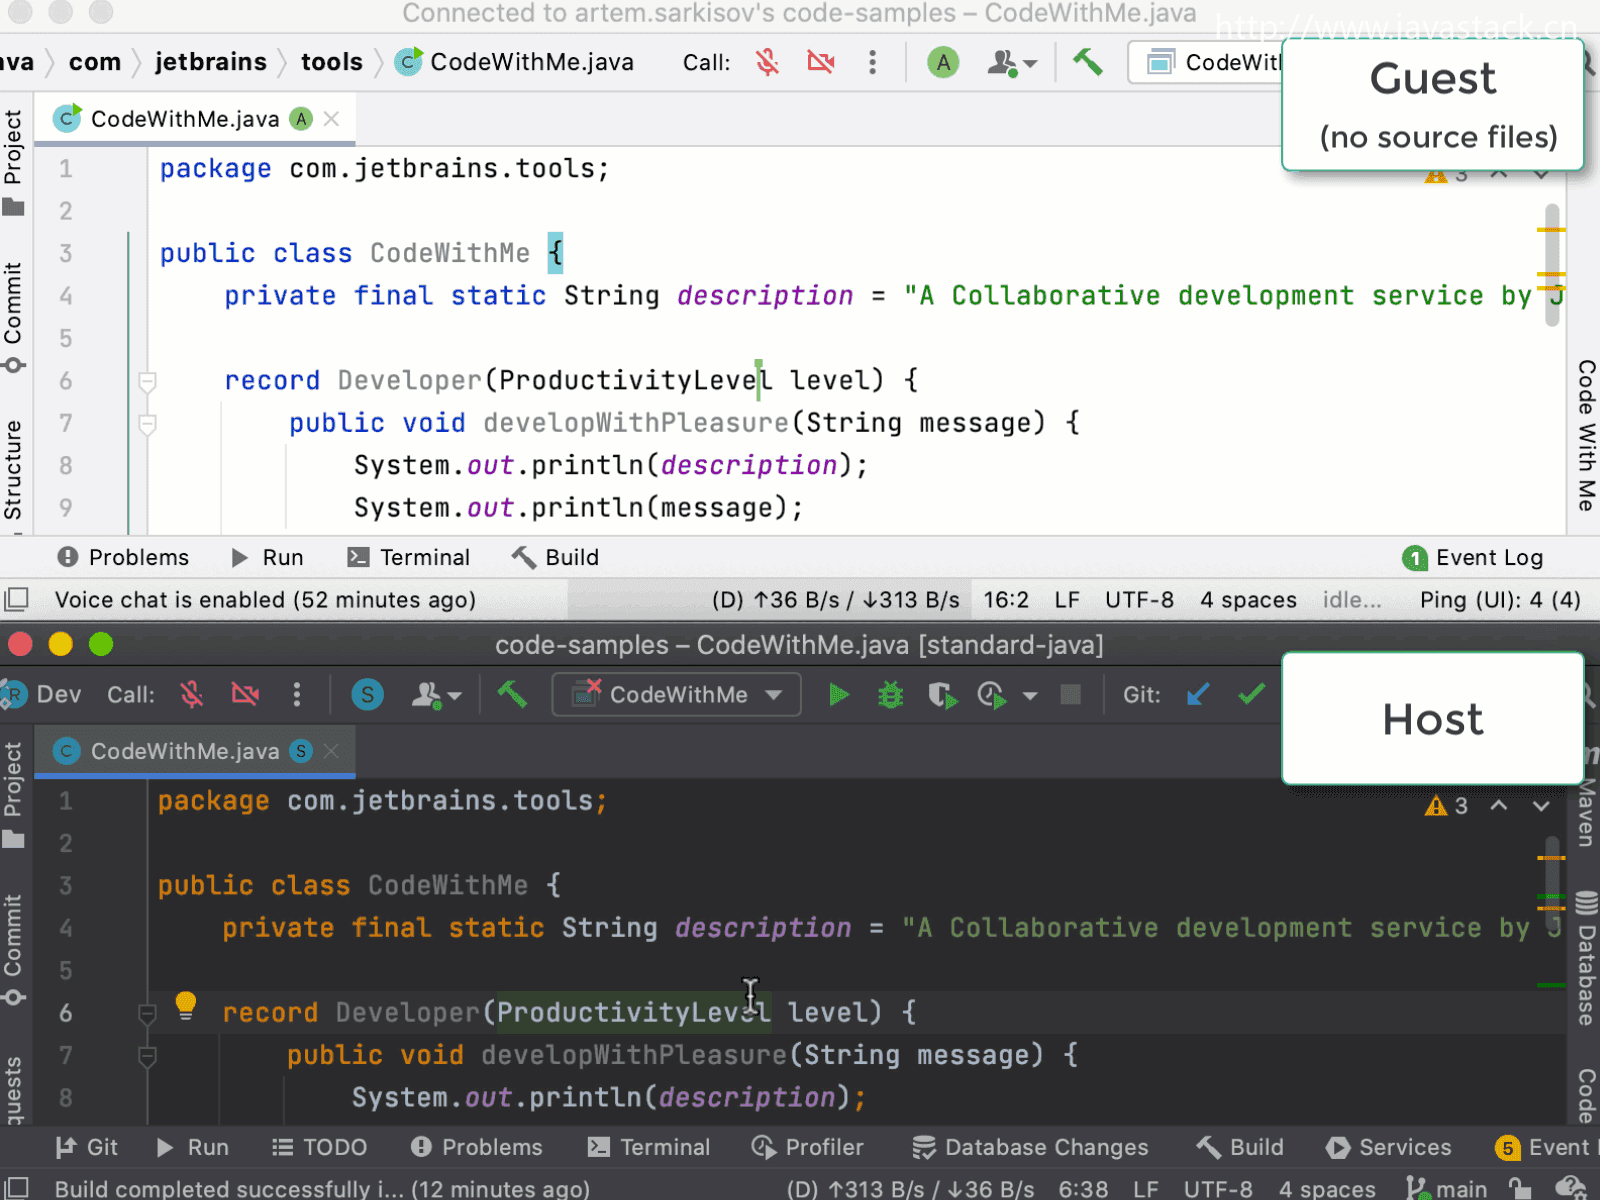 Connected to artem.sarkisov's code-samples – CodeWithMe.java
http://www.javastack.cn
va com jetbrains tools CodeWithMe.java Call: A CodeWitl
Guest
(no source files)
CodeWithMe.java A
Project
Commit
Structure
Code With Me
3
1 package com.jetbrains.tools;
2
3 public class CodeWithMe {
4 private final static String description = "A Collaborative development service by J
5
6 record Developer(ProductivityLevel level) {
7 public void developWithPleasure(String message) {
8 System.out.println(description);
9 System.out.println(message);
Problems Run Terminal Build 1 Event Log
Voice chat is enabled (52 minutes ago) (D) ↑36 B/s / ↓313 B/s 16:2 LF UTF-8 4 spaces idle... Ping (UI): 4 (4)
code-samples – CodeWithMe.java [standard-java]
R Dev Call: S CodeWithMe Git:
Host
CodeWithMe.java S
Project
Commit
quests
Maven
Database
Code
3
1 package com.jetbrains.tools;
2
3 public class CodeWithMe {
4 private final static String description = "A Collaborative development service by J
5
6 record Developer(ProductivityLevel level) {
7 public void developWithPleasure(String message) {
8 System.out.println(description);
Git Run TODO Problems Terminal Profiler Database Changes Build Services 5 Event
Build completed successfully i... (12 minutes ago) (D) ↑313 B/s / ↓36 B/s 6:38 LF UTF-8 4 spaces main